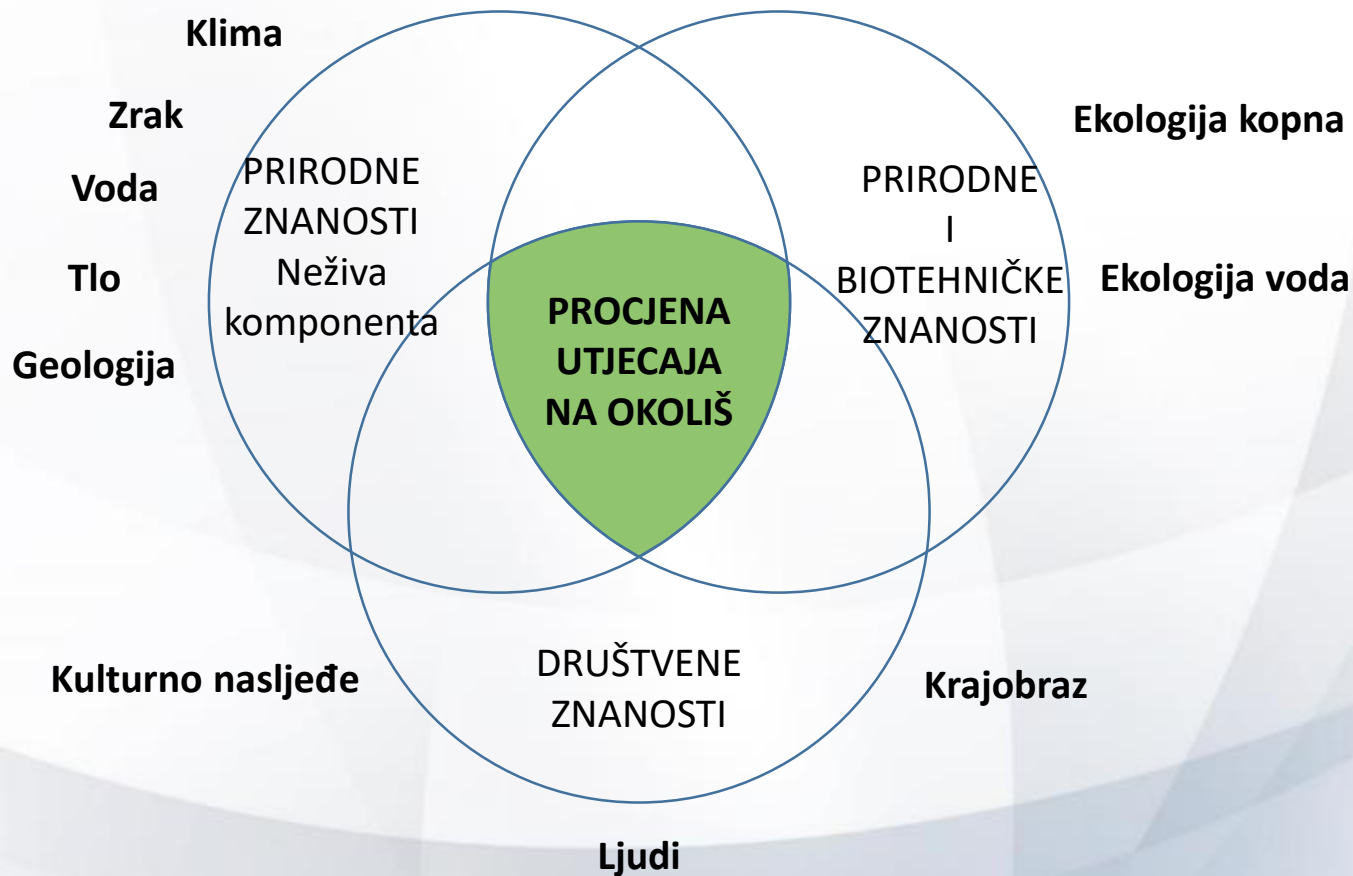 Klima
Zrak
Voda
Tlo
Geologija
PRIRODNE
ZNANOSTI
Neživa
komponenta
PROCJENA
UTJECAJA
NA OKOLIŠ
PRIRODNE
I
BIOTEHNIČKE
ZNANOSTI
Ekologija kopna
Ekologija voda
Kulturno nasljeđe
DRUŠTVENE
ZNANOSTI
Krajobraz
Ljudi